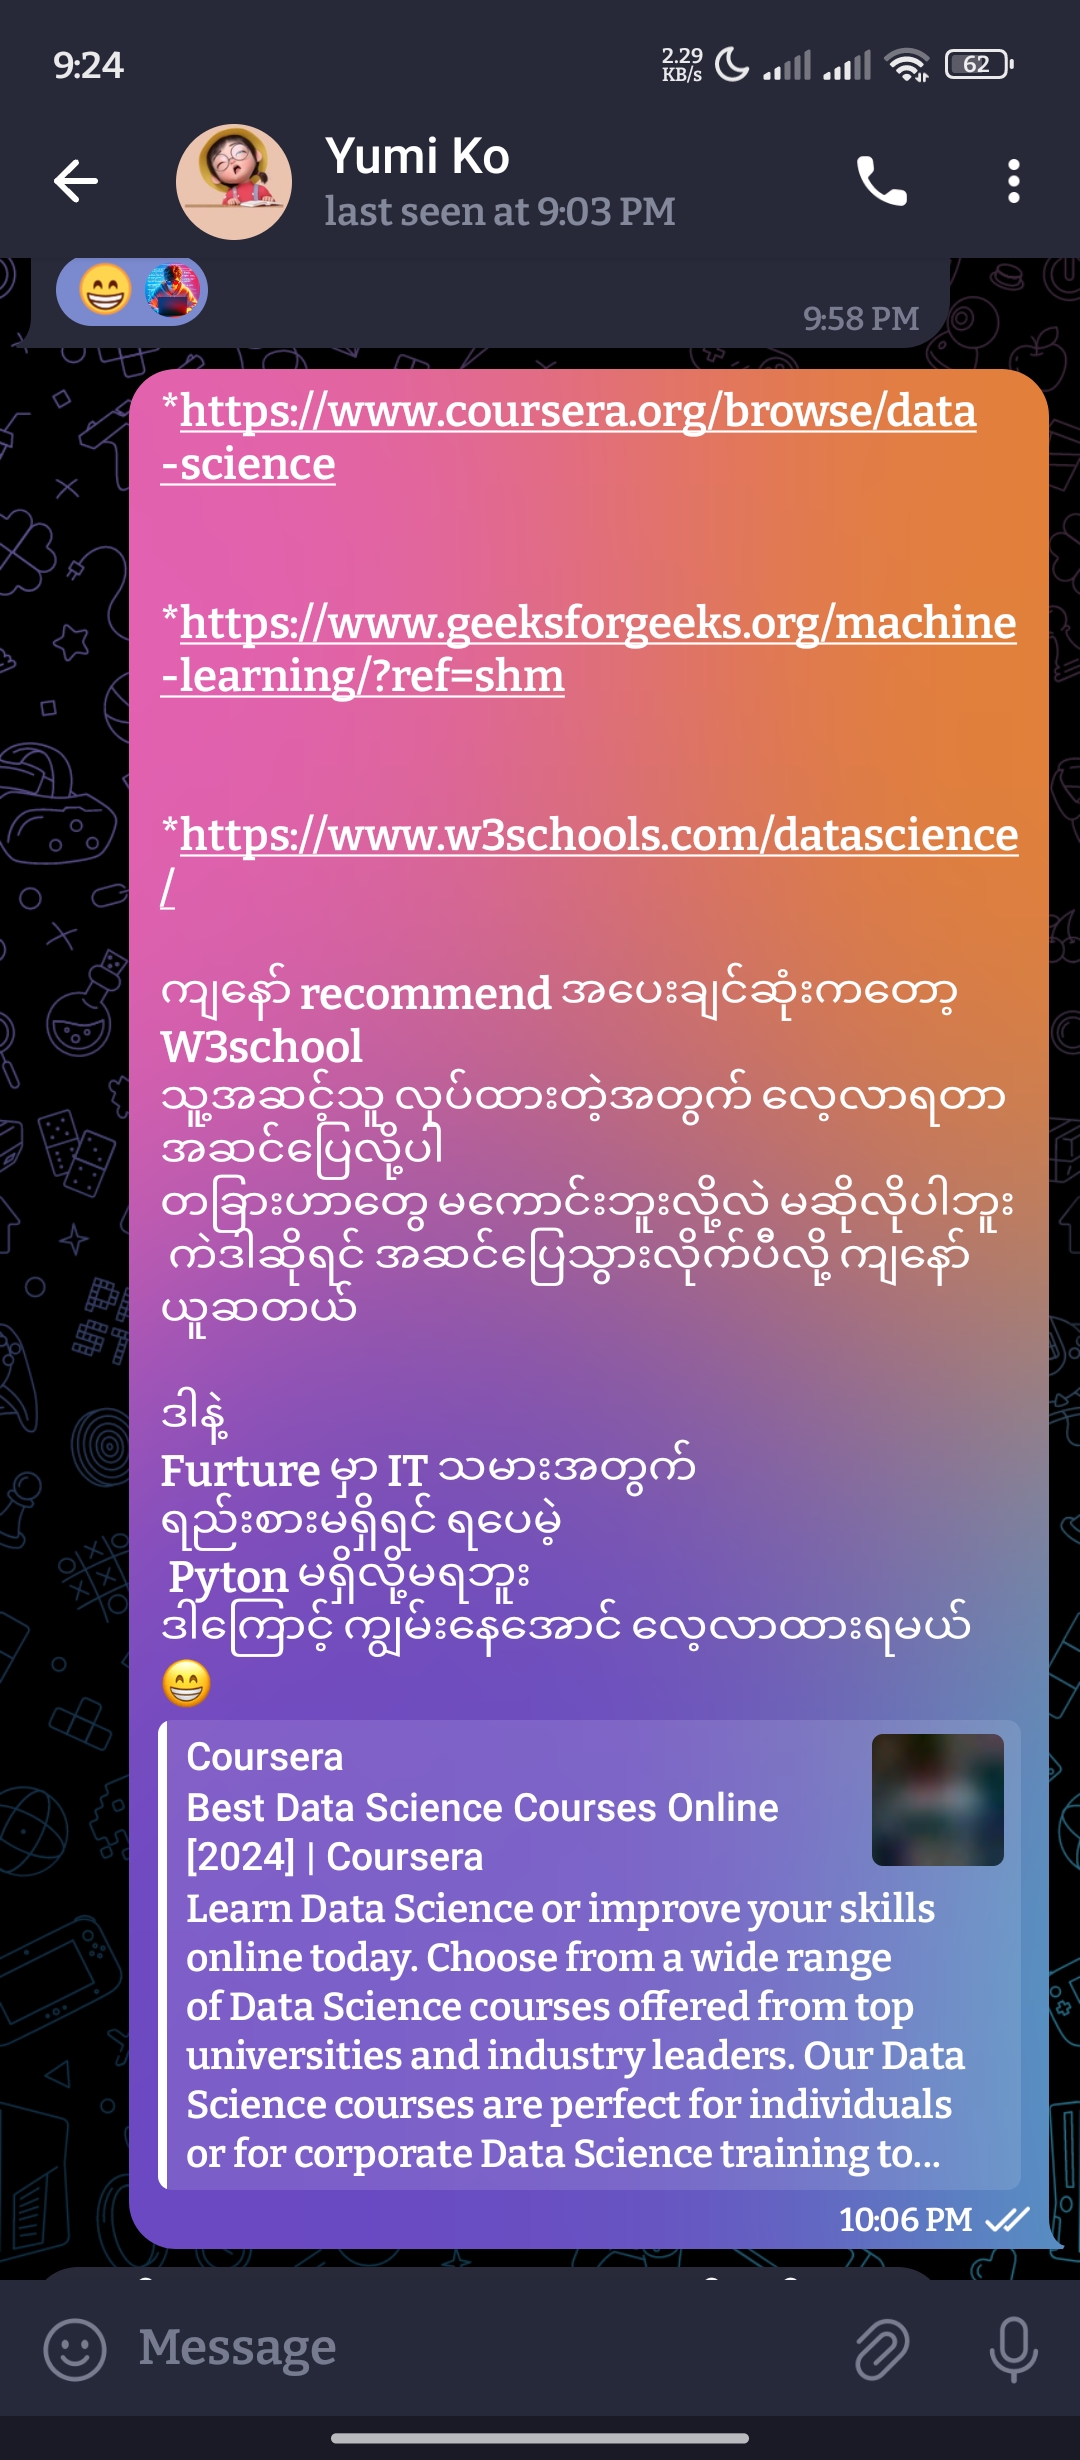 9:24
2.29
KB/s
62
Yumi Ko
last seen at 9:03 PM
9:58 PM
*https://www.coursera.org/browse/data
-science
*https://www.geeksforgeeks.org/machine
-learning/?ref=shm
*https://www.w3schools.com/datascience
/
ကျနော် recommend အပေးချင်ဆုံးကတော့
W3school
သူ့အဆင့်သူ လုပ်ထားတဲ့အတွက် လေ့လာရတာ
အဆင်ပြေလို့ပါ
တခြားဟာတွေ မကောင်းဘူးလို့လဲ မဆိုလိုပါဘူး
ကဲဒါဆိုရင် အဆင်ပြေသွားလိုက်ပီလို့ ကျနော်
ယူဆတယ်
ဒါနဲ့
Furture မှာ IT သမားအတွက်
ရည်းစားမရှိရင် ရပေမဲ့
Pyton မရှိလို့မရဘူး
ဒါကြောင့် ကျွမ်းနေအောင် လေ့လာထားရမယ်
Coursera
Best Data Science Courses Online
[2024] | Coursera
Learn Data Science or improve your skills
online today. Choose from a wide range
of Data Science courses offered from top
universities and industry leaders. Our Data
Science courses are perfect for individuals
or for corporate Data Science training to...
10:06 PM
Message